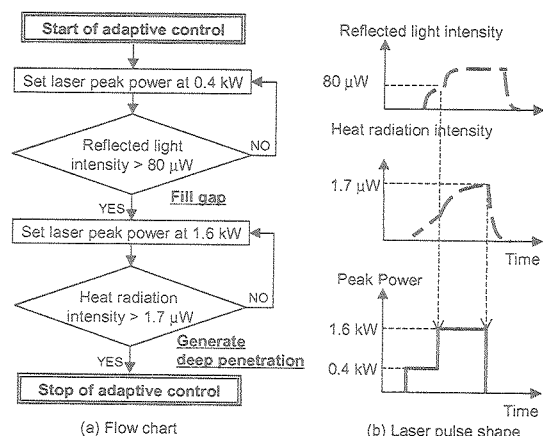 Start of adaptive control
Set laser peak power at 0.4 kW
Reflected light
intensity > 80 µW
NO
YES
Fill gap
Set laser peak power at 1.6 kW
Heat radiation
intensity > 1.7 µW
NO
Generate
deep penetration
YES
Stop of adaptive control
(a) Flow chart
Reflected light intensity
80 µW
Heat radiation intensity
1.7 µW
Time
Peak Power
1.6 kW
0.4 kW
Time
(b) Laser pulse shape